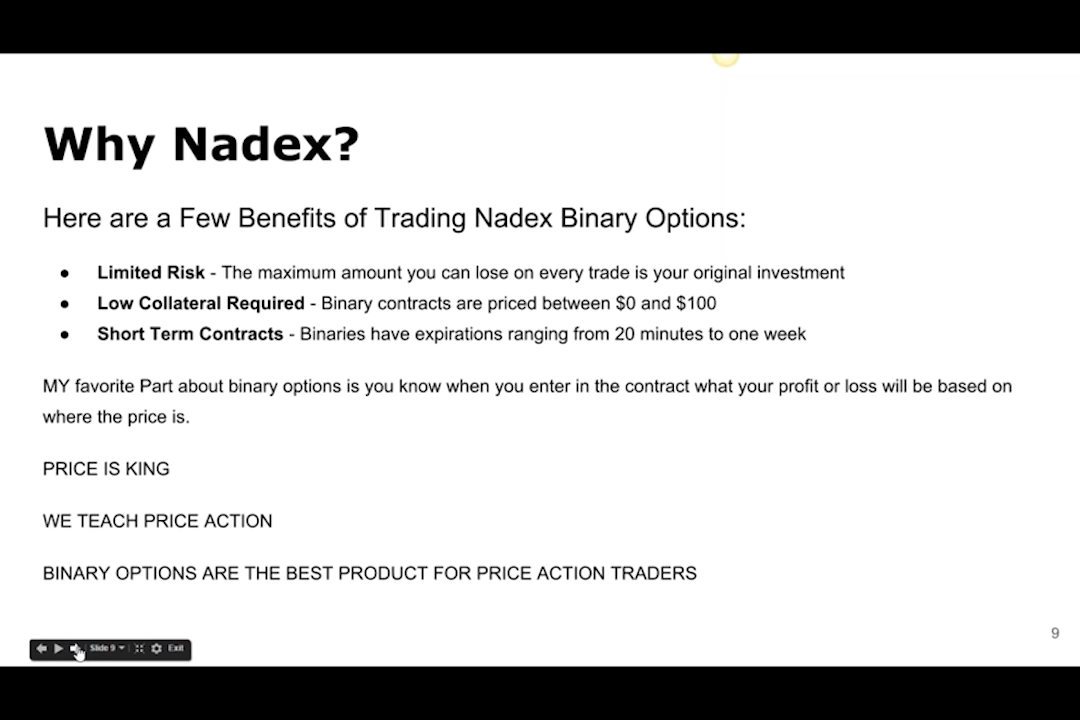 Why Nadex?
Here are a Few Benefits of Trading Nadex Binary Options:
● Limited Risk - The maximum amount you can lose on every trade is your original investment
● Low Collateral Required - Binary contracts are priced between $0 and $100
● Short Term Contracts - Binaries have expirations ranging from 20 minutes to one week
MY favorite Part about binary options is you know when you enter in the contract what your profit or loss will be based on
where the price is.
PRICE IS KING
WE TEACH PRICE ACTION
BINARY OPTIONS ARE THE BEST PRODUCT FOR PRICE ACTION TRADERS
9
Slide 9 Exit